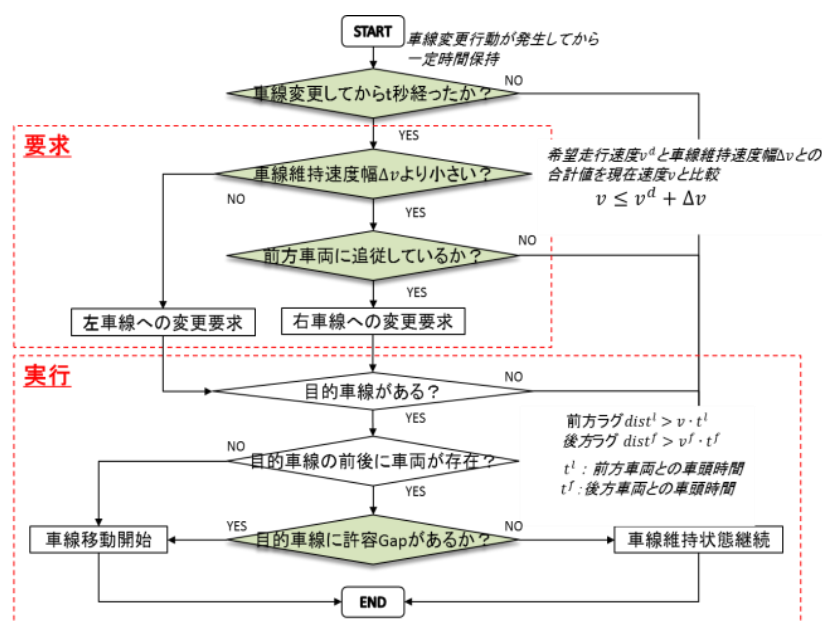 START
車線変更行動が発生してから
一定時間保持
車線変更してからt秒経ったか？
NO
YES
要求
車線維持速度幅Δvより小さい？
希望走行速度v^dと車線維持速度幅Δvとの
合計値を現在速度vと比較
v ≤ v^d + Δv
NO
YES
前方車両に追従しているか？
NO
YES
左車線への変更要求
右車線への変更要求
実行
目的車線がある？
NO
YES
前方ラグ dist^l > v · t^l
後方ラグ dist^f > v^f · t^f
t^l : 前方車両との車頭時間
t^f : 後方車両との車頭時間
NO
目的車線の前後に車両が存在？
YES
車線移動開始
YES
目的車線に許容Gapがあるか？
NO
車線維持状態継続
END